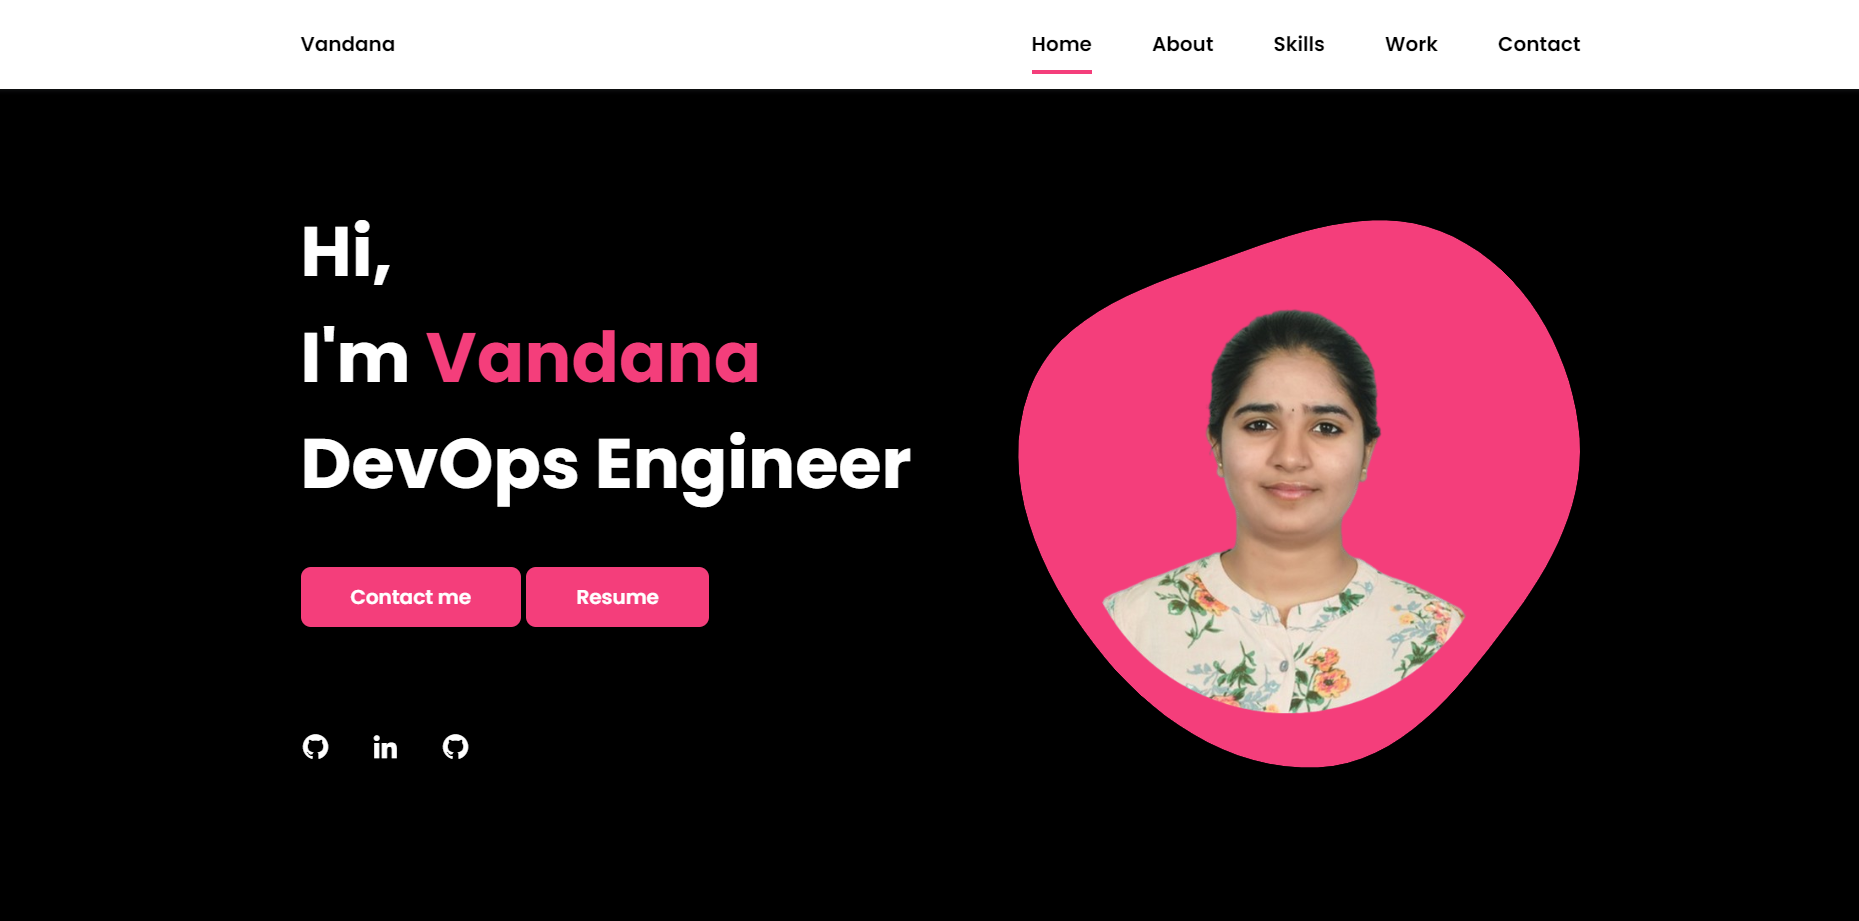 Vandana
Home About Skills Work Contact
Hi,
I'm Vandana
DevOps Engineer
Contact me Resume
in